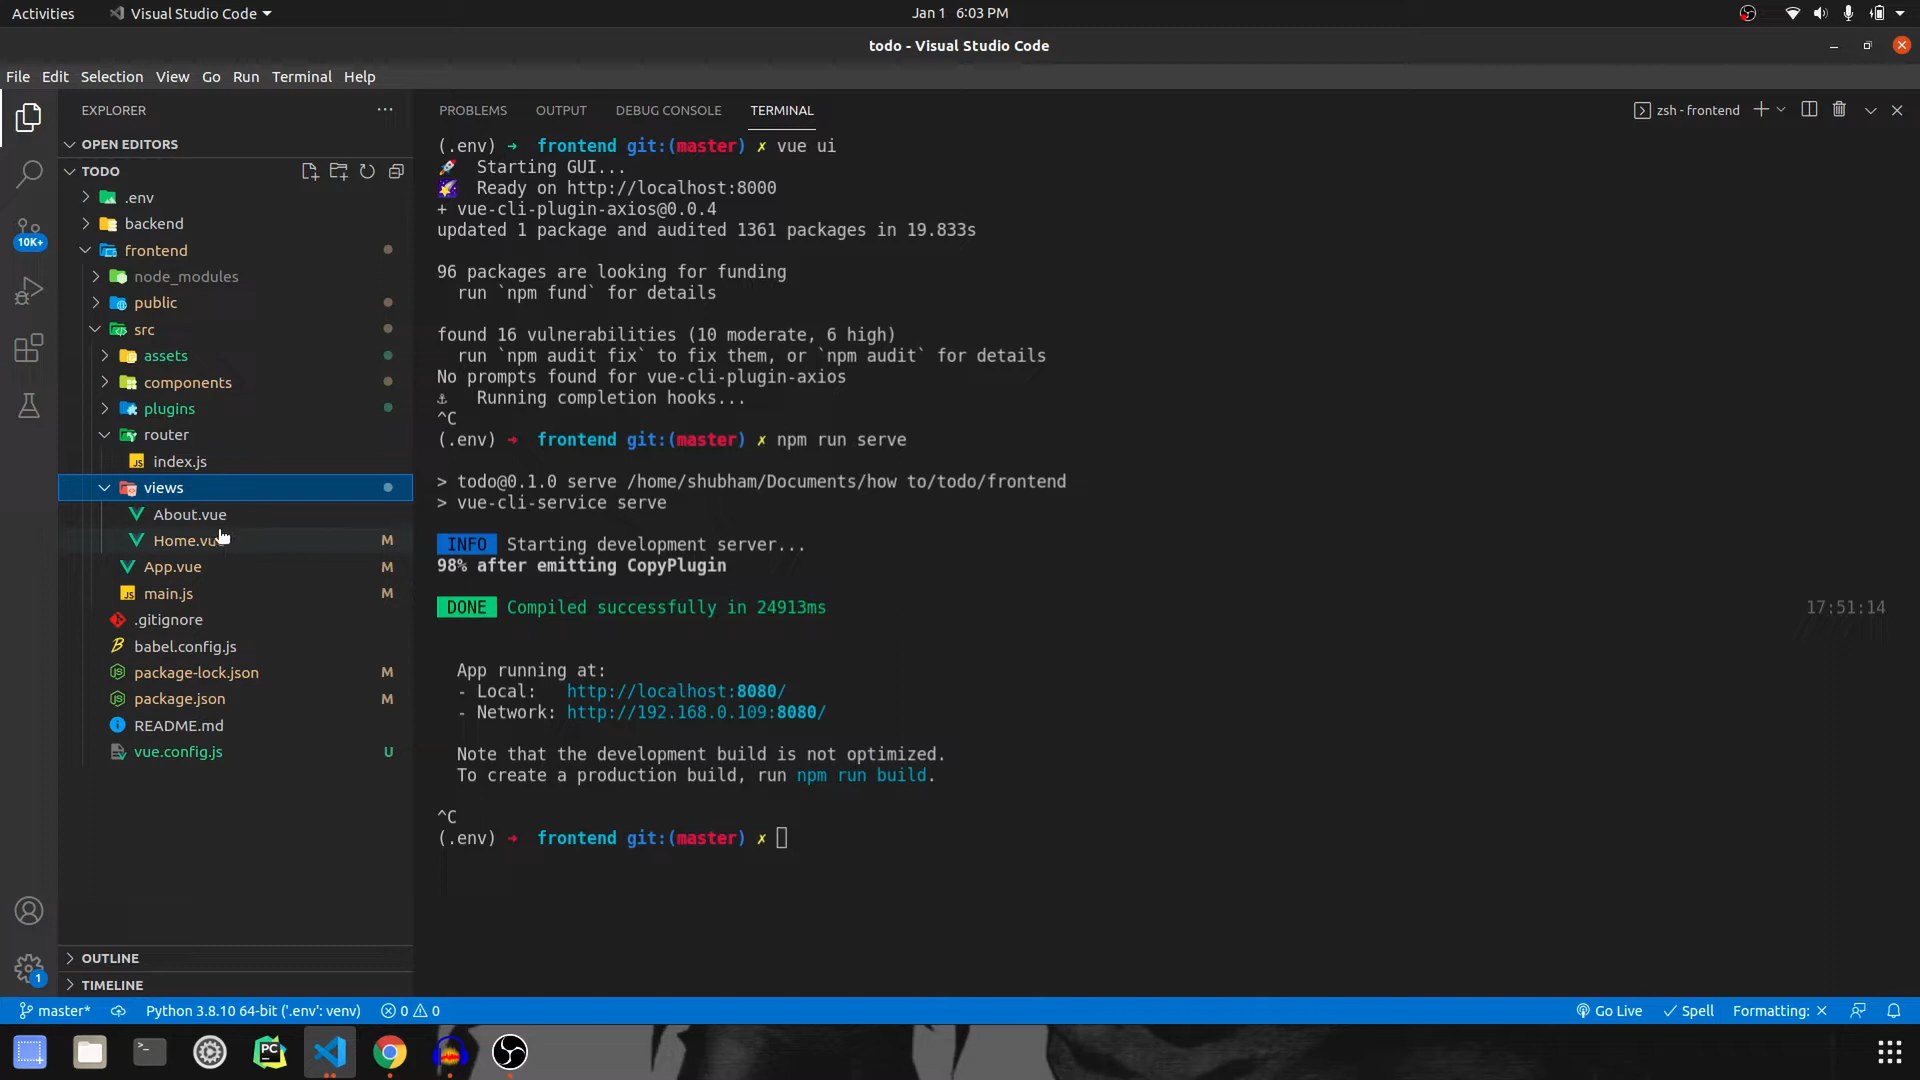 Activities
Visual Studio Code
Jan 1 6:03 PM
todo - Visual Studio Code
File Edit Selection View Go Run Terminal Help
EXPLORER
OPEN EDITORS
TODO
.env
backend
frontend
node_modules
public
src
assets
components
plugins
router
index.js
views
About.vue
Home.vue M
App.vue M
main.js M
.gitignore
babel.config.js
package-lock.json M
package.json M
README.md
vue.config.js U
OUTLINE
TIMELINE
10K+
1
PROBLEMS OUTPUT DEBUG CONSOLE TERMINAL
zsh - frontend
(.env) ➜ frontend git:(master) ✗ vue ui
🚀 Starting GUI...
🌠 Ready on http://localhost:8000
+ vue-cli-plugin-axios@0.0.4
updated 1 package and audited 1361 packages in 19.833s
96 packages are looking for funding
run `npm fund` for details
found 16 vulnerabilities (10 moderate, 6 high)
run `npm audit fix` to fix them, or `npm audit` for details
No prompts found for vue-cli-plugin-axios
⚓ Running completion hooks...
^C
(.env) ➜ frontend git:(master) ✗ npm run serve
> todo@0.1.0 serve /home/shubham/Documents/how to/todo/frontend
> vue-cli-service serve
INFO Starting development server...
98% after emitting CopyPlugin
DONE Compiled successfully in 24913ms 17:51:14
App running at:
- Local: http://localhost:8080/
- Network: http://192.168.0.109:8080/
Note that the development build is not optimized.
To create a production build, run npm run build.
^C
(.env) ➜ frontend git:(master) ✗
master* Python 3.8.10 64-bit ('.env': venv) 0 0 Go Live ✓ Spell Formatting: ✕
PC